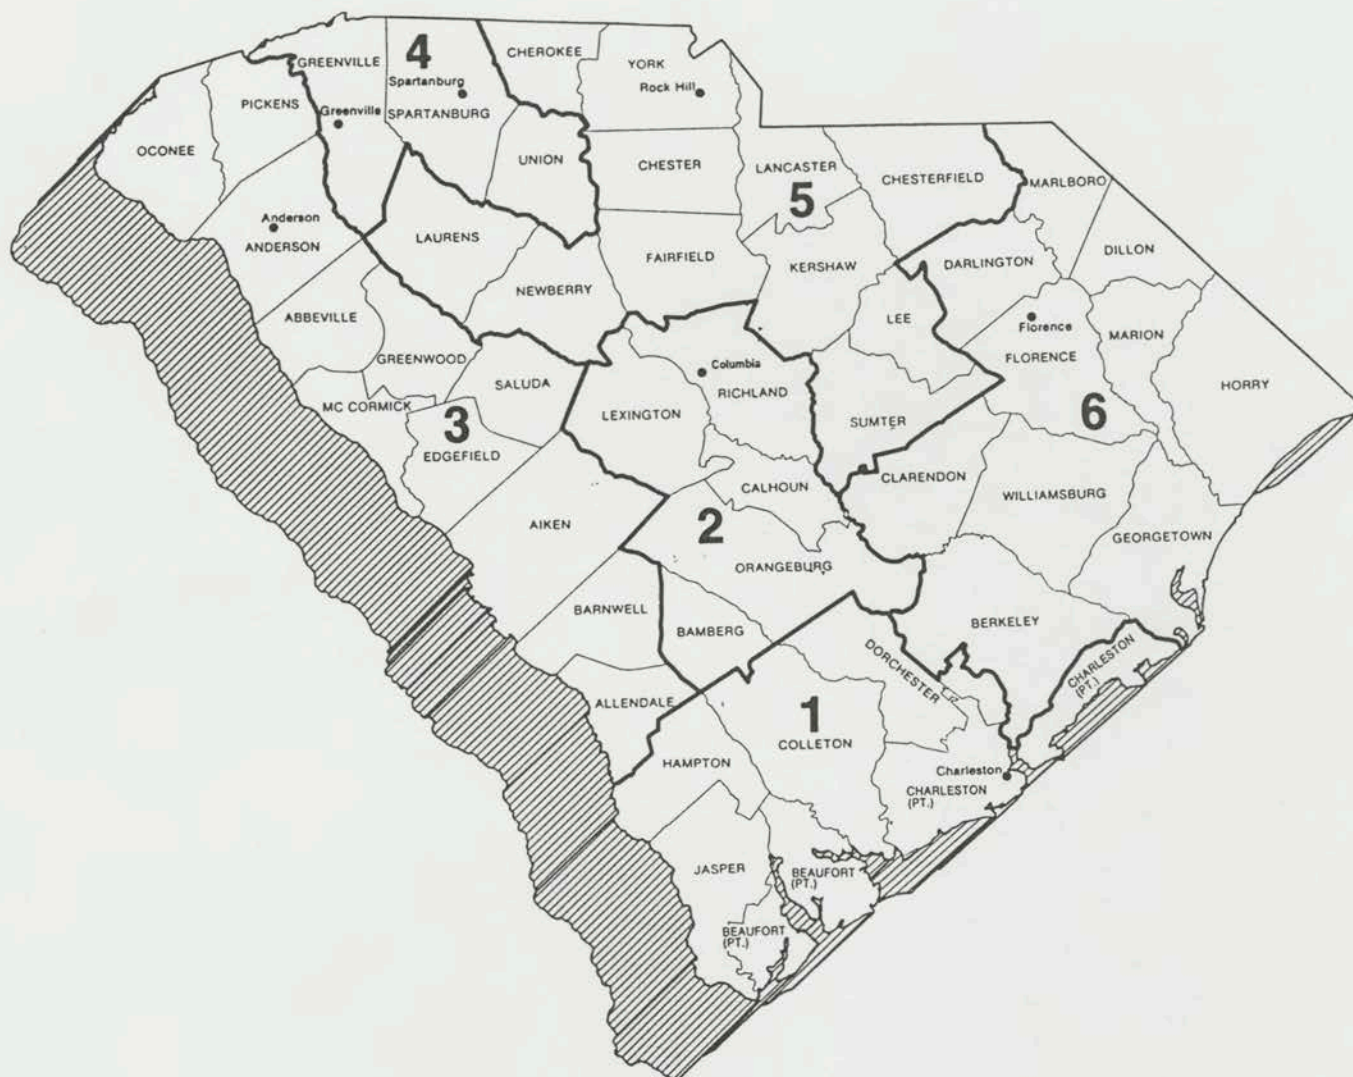 4
CHEROKEE
GREENVILLE
YORK
Spartanburg
Rock Hill
PICKENS
Greenville
SPARTANBURG
OCONEE
UNION
CHESTER
LANCASTER
5
CHESTERFIELD
MARLBORO
Anderson
ANDERSON
LAURENS
FAIRFIELD
KERSHAW
DARLINGTON
DILLON
NEWBERRY
ABBEVILLE
LEE
Florence
FLORENCE
MARION
GREENWOOD
Columbia
RICHLAND
SALUDA
HORRY
MC CORMICK
LEXINGTON
3
6
SUMTER
EDGEFIELD
CLARENDON
CALHOUN
WILLIAMSBURG
AIKEN
2
GEORGETOWN
ORANGEBURG
BARNWELL
BAMBERG
BERKELEY
DORCHESTER
CHARLESTON
(PT.)
ALLENDALE
1
COLLETON
HAMPTON
Charleston
CHARLESTON
(PT.)
JASPER
BEAUFORT
(PT.)
BEAUFORT
(PT.)